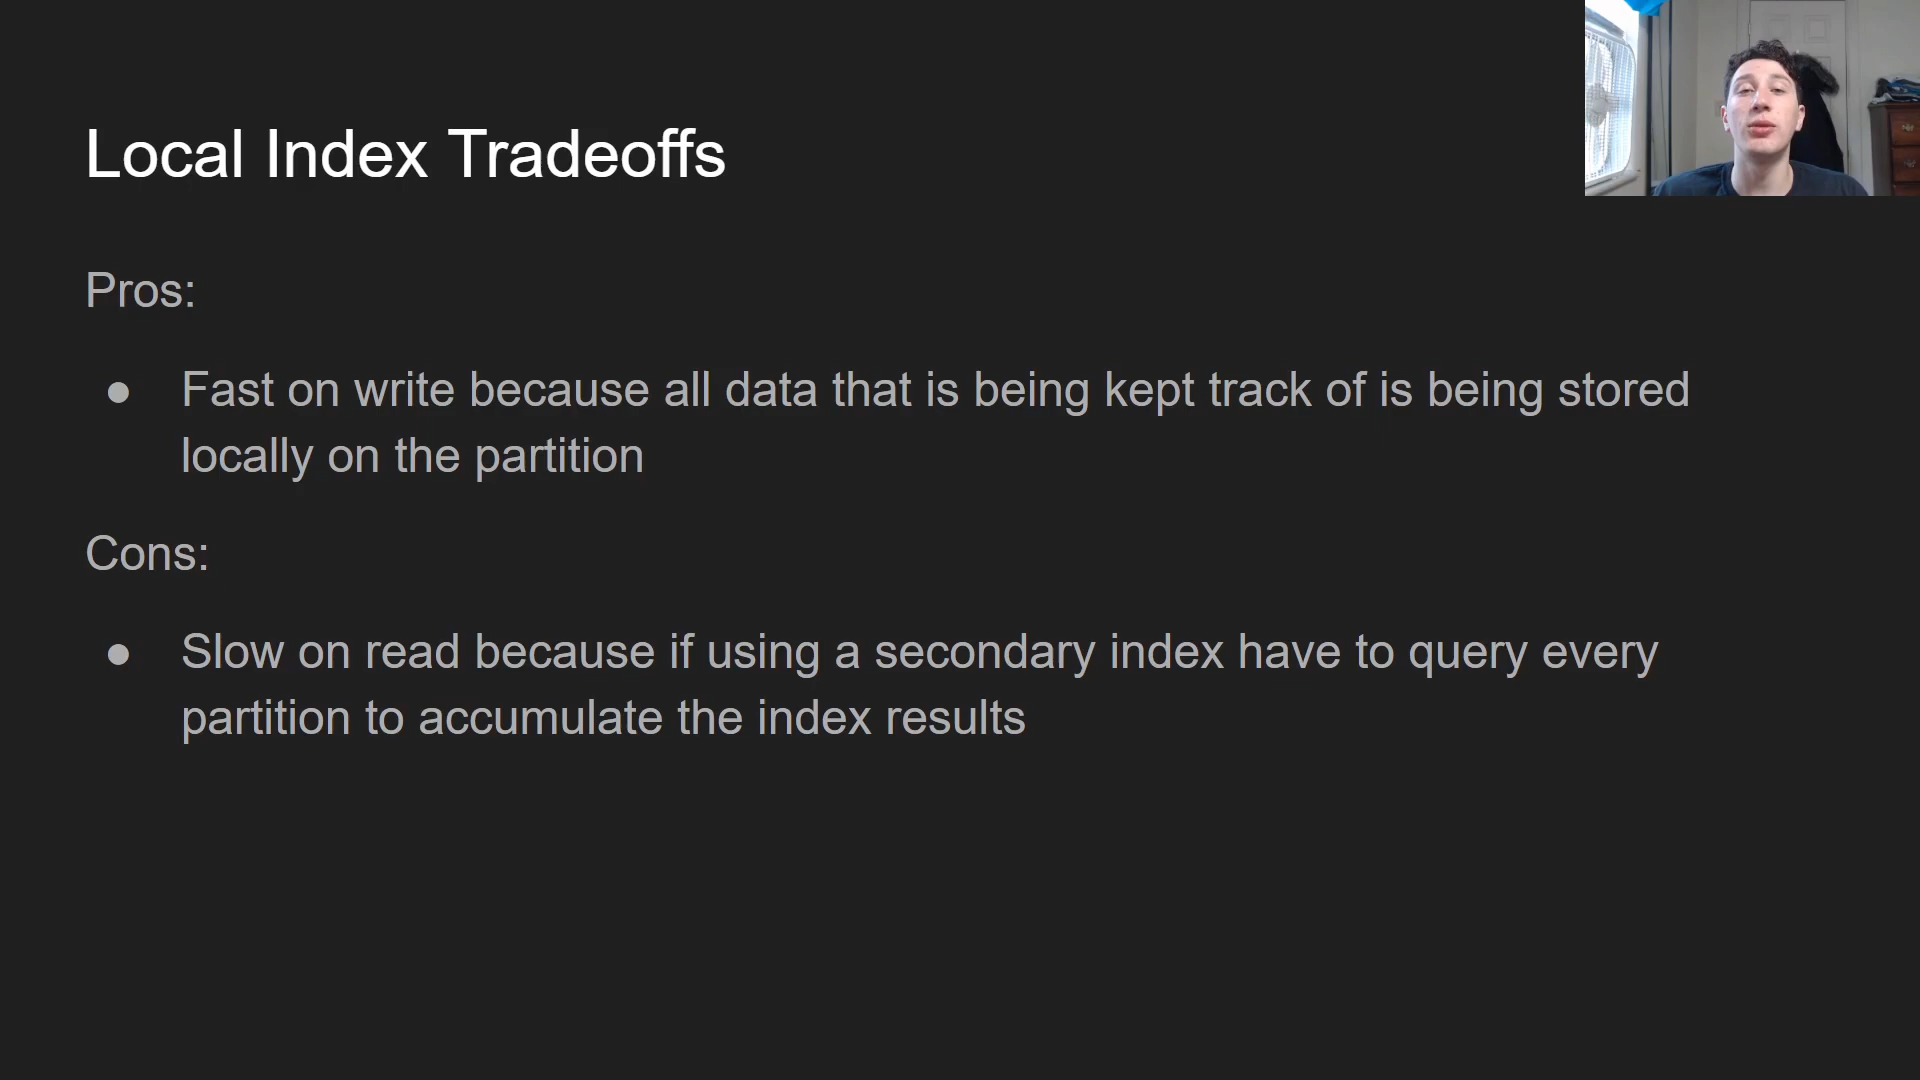 Local Index Tradeoffs
Pros:
● Fast on write because all data that is being kept track of is being stored
locally on the partition
Cons:
● Slow on read because if using a secondary index have to query every
partition to accumulate the index results